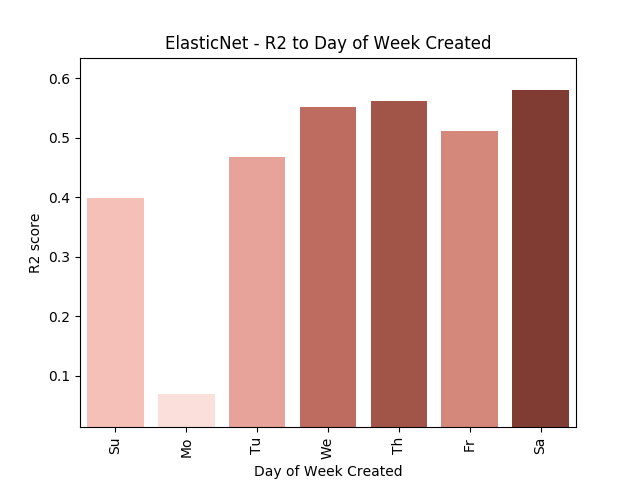 ElasticNet - R2 to Day of Week Created
0.6
0.5
0.4
0.3
0.2
0.1
R2 score
Su Mo Tu We Th Fr Sa
Day of Week Created